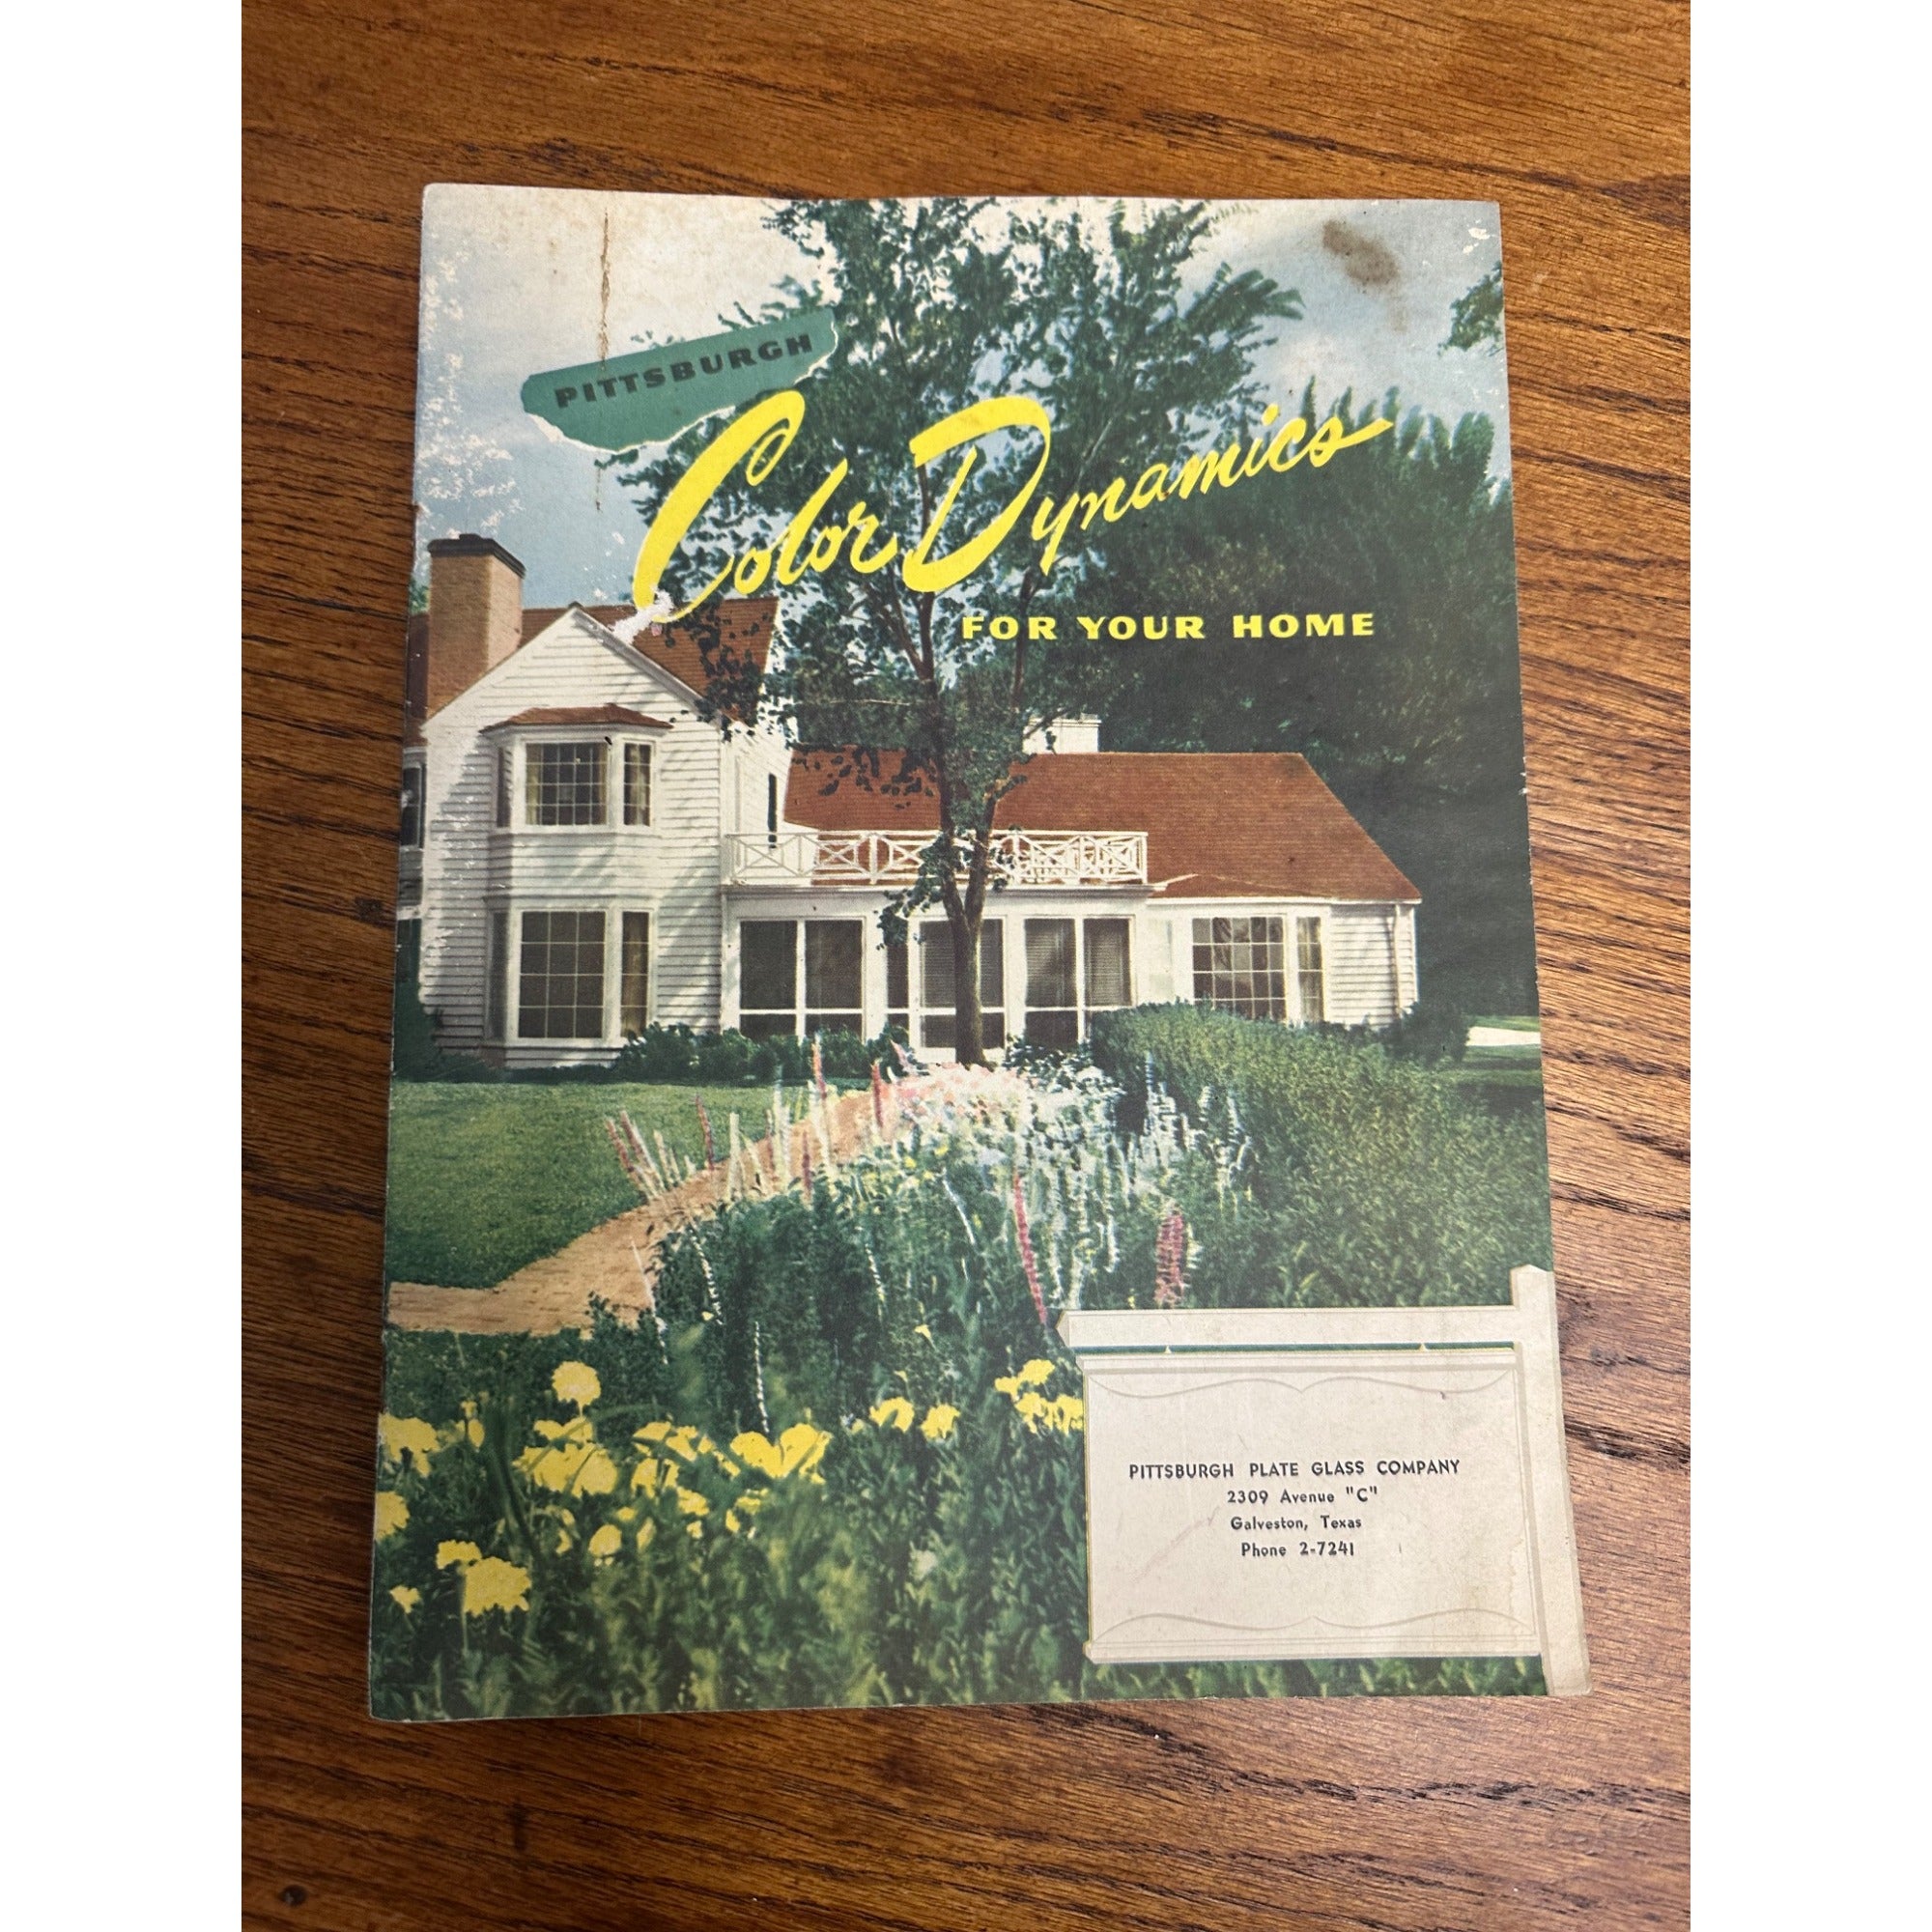 PITTSBURGH
Color Dynamics
FOR YOUR HOME
PITTSBURGH PLATE GLASS COMPANY
2309 Avenue "C"
Galveston, Texas
Phone 2-7241